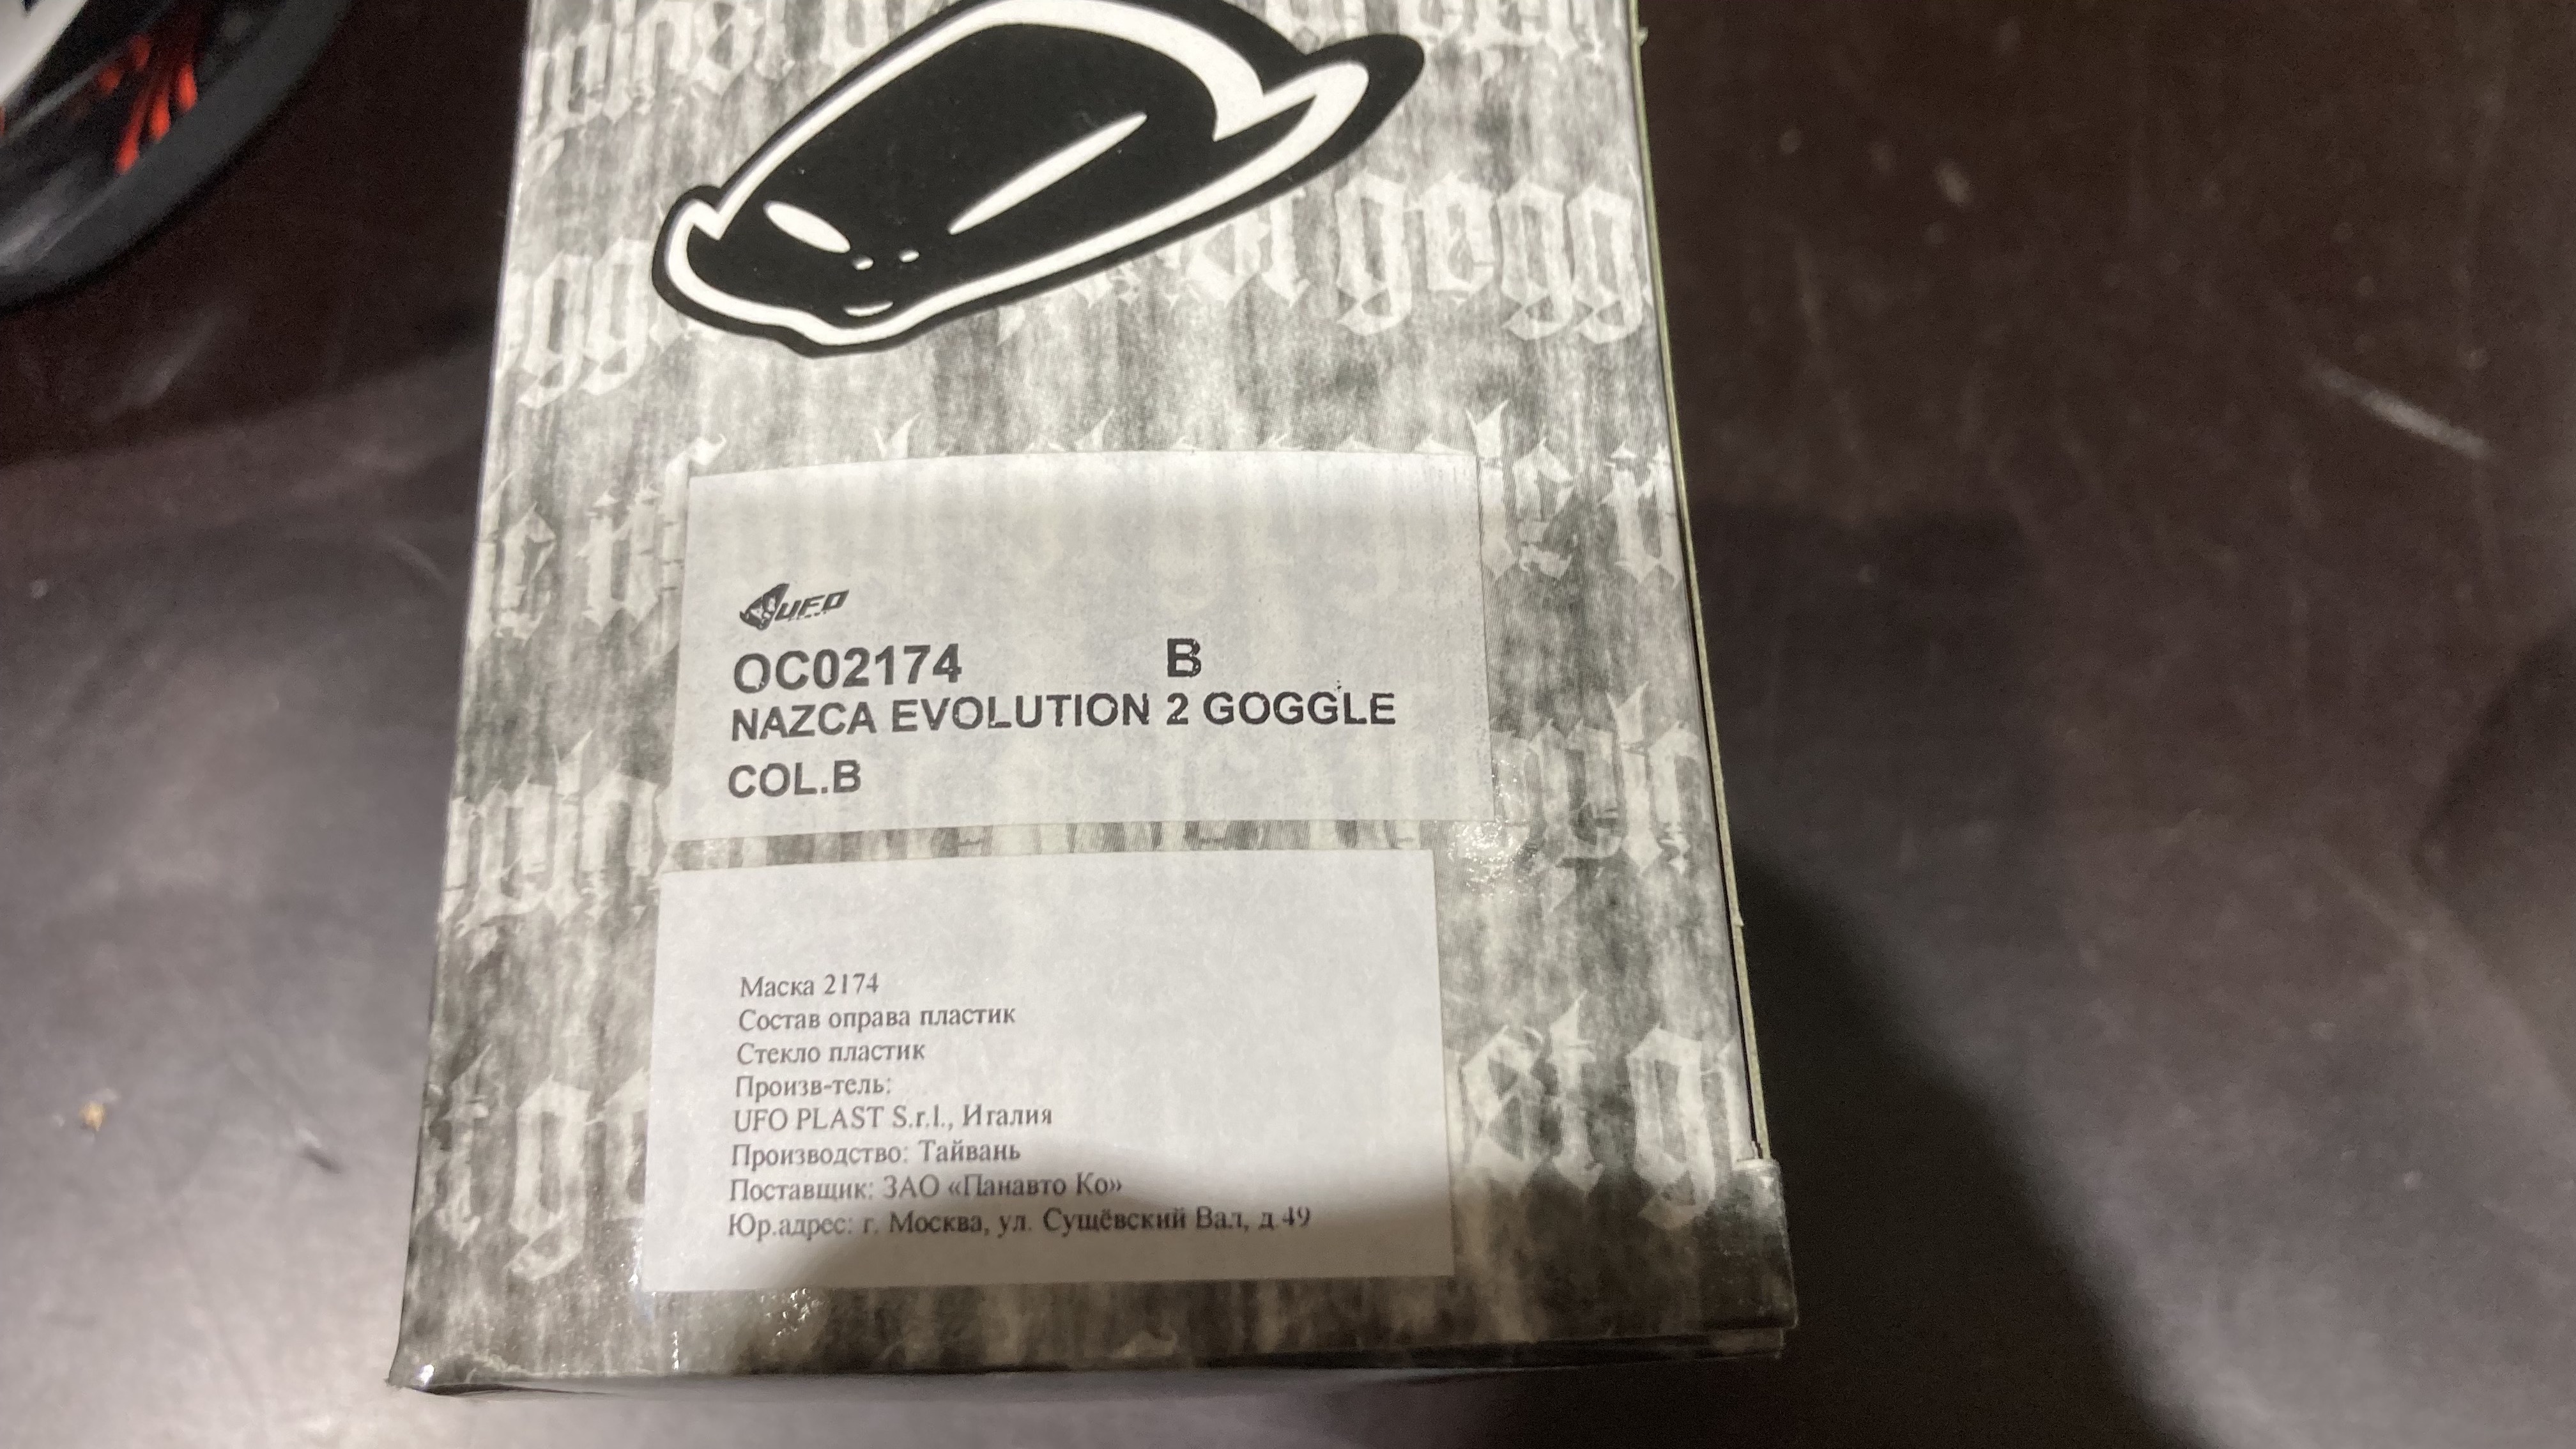 UFO
OC02174 B
NAZCA EVOLUTION 2 GOGGLE
COL.B
Маска 2174
Состав оправа пластик
Стекло пластик
Произв-тель:
UFO PLAST S.r.l., Италия
Производство: Тайвань
Поставщик: ЗАО «Панавто Ко»
Юр.адрес: г. Москва, ул. Сущёвский Вал, д.49